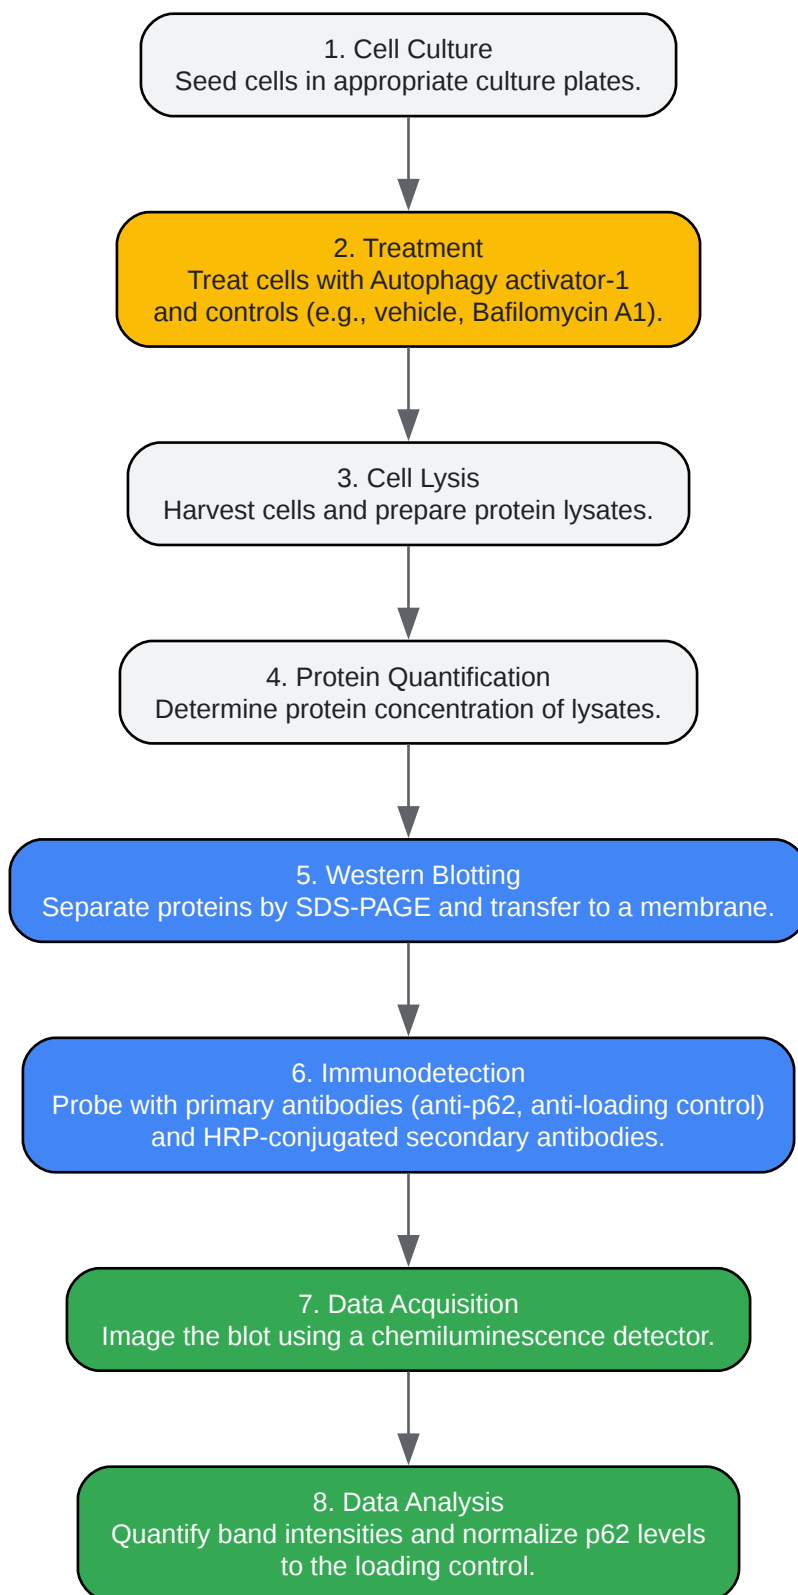 1. Cell Culture
Seed cells in appropriate culture plates.
2. Treatment
Treat cells with Autophagy activator-1
and controls (e.g., vehicle, Bafilomycin A1).
3. Cell Lysis
Harvest cells and prepare protein lysates.
4. Protein Quantification
Determine protein concentration of lysates.
5. Western Blotting
Separate proteins by SDS-PAGE and transfer to a membrane.
6. Immunodetection
Probe with primary antibodies (anti-p62, anti-loading control)
and HRP-conjugated secondary antibodies.
7. Data Acquisition
Image the blot using a chemiluminescence detector.
8. Data Analysis
Quantify band intensities and normalize p62 levels
to the loading control.